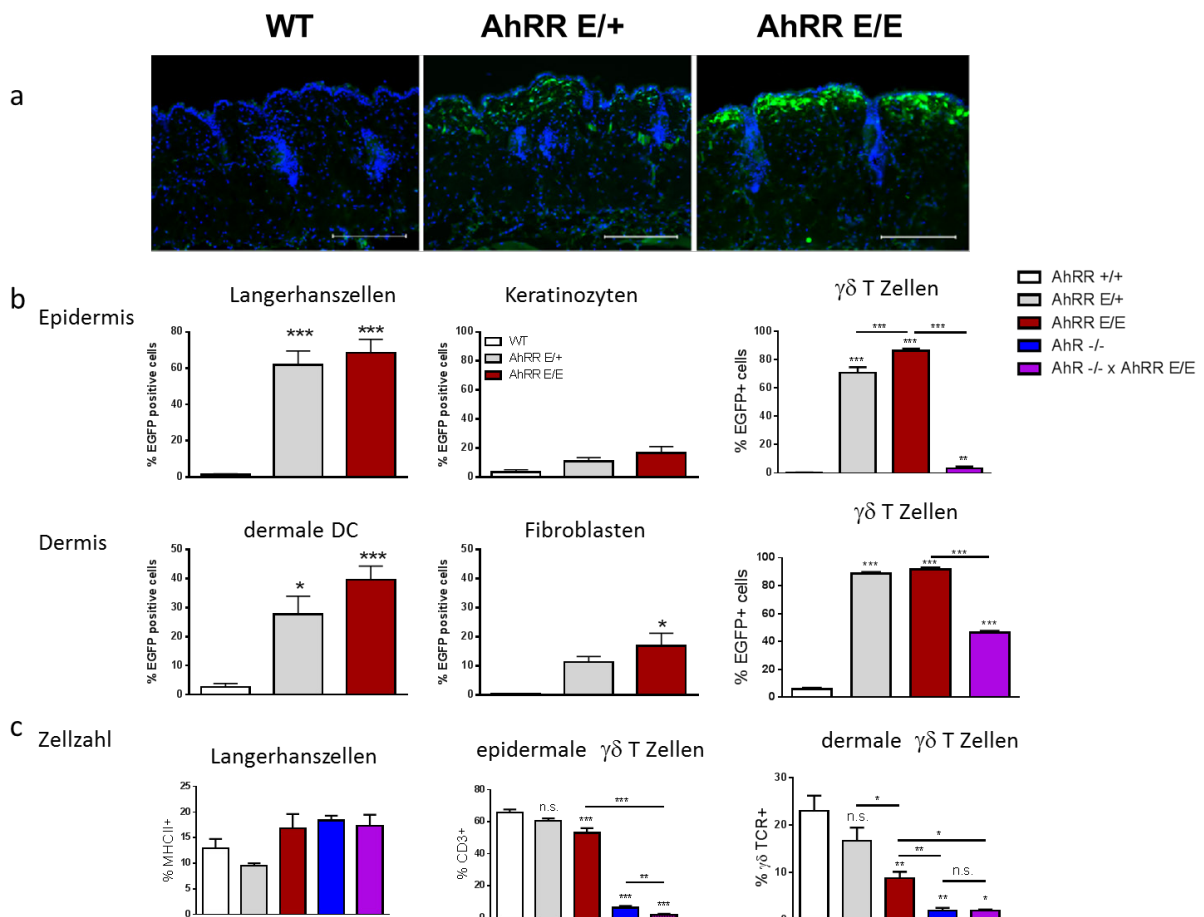 WT AhRR E/+ AhRR E/E
a
b
Epidermis
Langerhanszellen
% EGFP positive cells
80
60
40
20
0
*** ***
Keratinozyten
% EGFP positive cells
100
80
60
40
20
0
WT
AhRR E/+
AhRR E/E
γδ T Zellen
% EGFP+ cells
100
80
60
40
20
0
*** ***
*** ***
**
AhRR +/+
AhRR E/+
AhRR E/E
AhR -/-
AhR -/- x AhRR E/E
Dermis
dermale DC
% EGFP positive cells
50
40
30
20
10
0
* ***
Fibroblasten
% EGFP positive cells
50
40
30
20
10
0
*
γδ T Zellen
% EGFP+ cells
100
80
60
40
20
0
***
*** ***
***
c
Zellzahl
Langerhanszellen
% MHCII+
25
20
15
10
5
0
epidermale γδ T Zellen
% CD3+
80
60
40
20
0
n.s.
***
***
**
*** ***
dermale γδ T Zellen
% γδ TCR+
30
20
10
0
n.s.
*
*
**
**
n.s.
** *